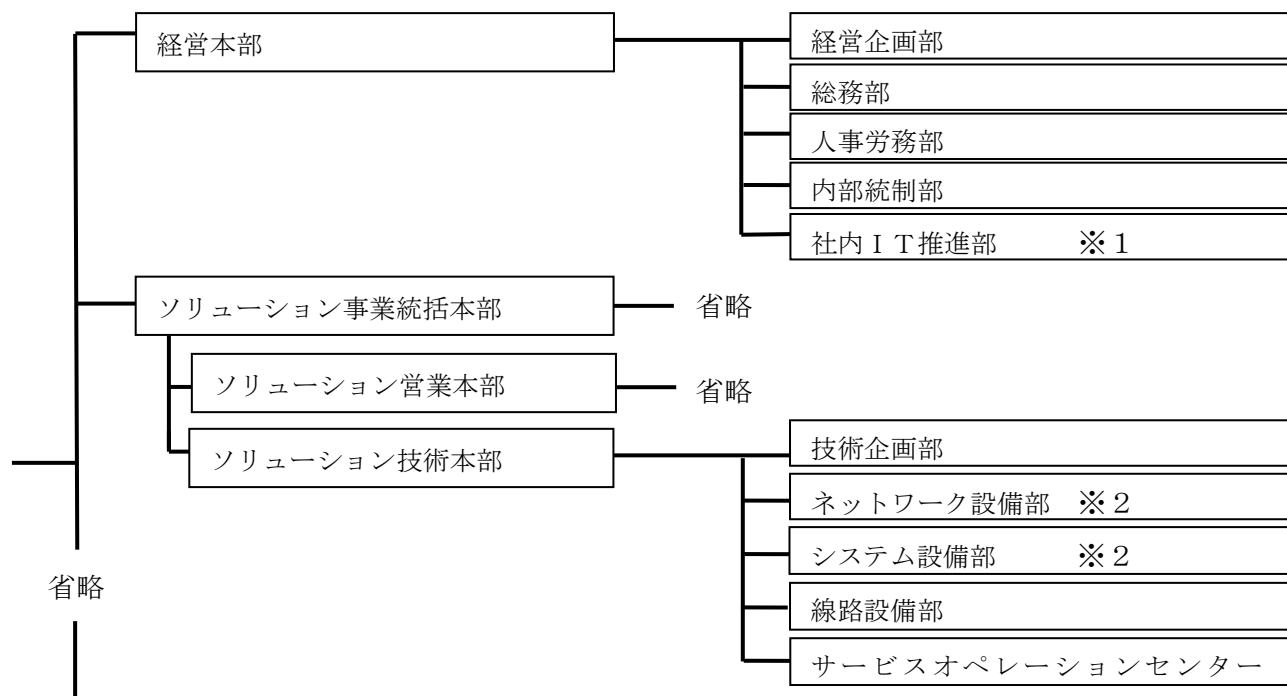 経営本部
経営企画部
総務部
人事労務部
内部統制部
社内ＩＴ推進部 ※１
ソリューション事業統括本部
省略
ソリューション営業本部
省略
ソリューション技術本部
技術企画部
ネットワーク設備部 ※２
システム設備部 ※２
線路設備部
サービスオペレーションセンター
省略